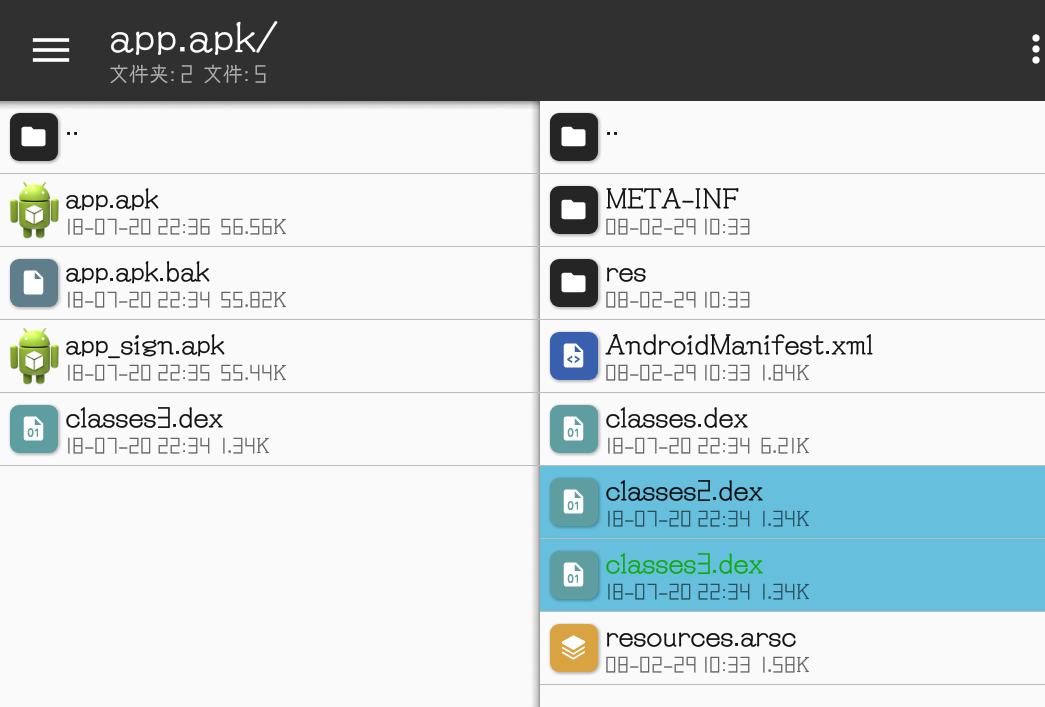 app.apk/
文件夹: 2 文件: 5
..
app.apk
18-07-20 22:36 56.56K
app.apk.bak
18-07-20 22:34 55.82K
app_sign.apk
18-07-20 22:35 55.44K
classes3.dex
18-07-20 22:34 1.34K
..
META-INF
08-02-29 10:33
res
08-02-29 10:33
AndroidManifest.xml
08-02-29 10:33 1.84K
classes.dex
18-07-20 22:34 6.21K
classes2.dex
18-07-20 22:34 1.34K
classes3.dex
18-07-20 22:34 1.34K
resources.arsc
08-02-29 10:33 1.58K